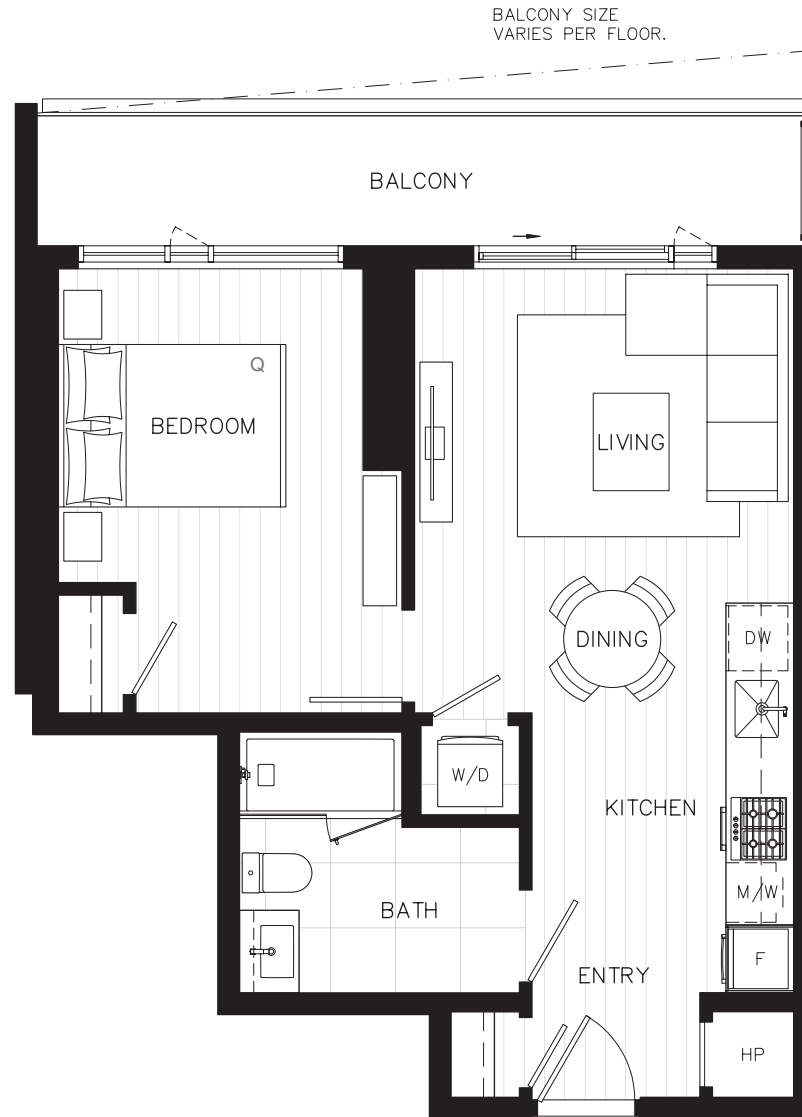 BALCONY SIZE
VARIES PER FLOOR.
BALCONY
Q
BEDROOM
LIVING
DINING
DW
W/D
KITCHEN
M/W
BATH
F
ENTRY
HP